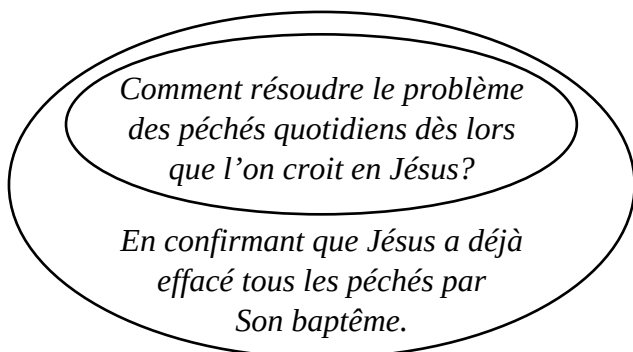 Comment résoudre le problème
des péchés quotidiens dès lors
que l’on croit en Jésus?
En confirmant que Jésus a déjà
effacé tous les péchés par
Son baptême.